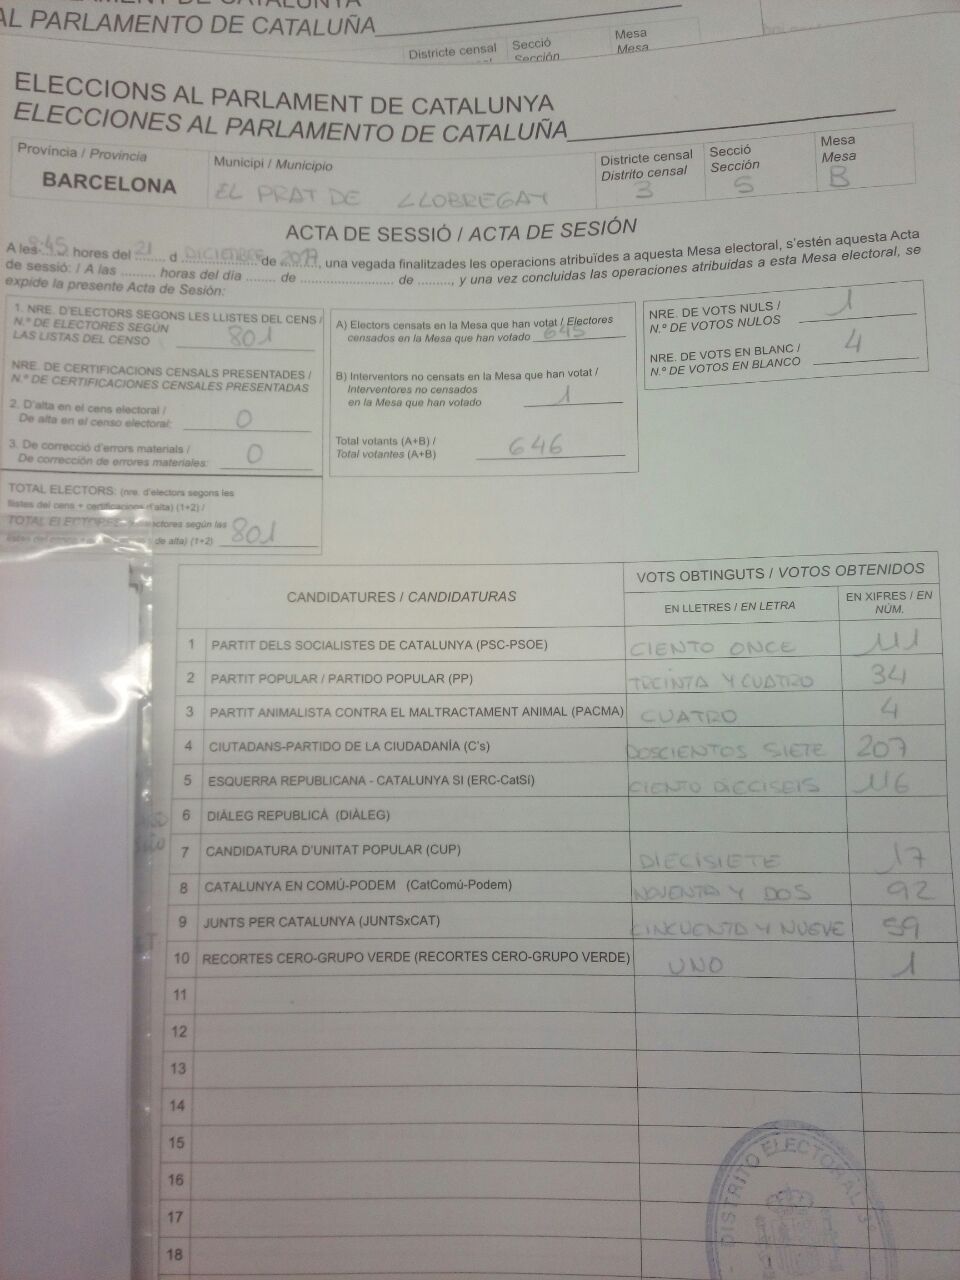 AL PARLAMENTO DE CATALUÑA
Districte censal
Secció
Sección
Mesa
Mesa
ELECCIONS AL PARLAMENT DE CATALUNYA
ELECCIONES AL PARLAMENTO DE CATALUÑA
Província / Provincia
BARCELONA
Municipi / Municipio
EL PRAT DE LLOBREGAT
Districte censal
Distrito censal
3
Secció
Sección
5
Mesa
Mesa
B
ACTA DE SESSIÓ / ACTA DE SESIÓN
A les 8:45 hores del 21 d DICIEMBRE de 2017, una vegada finalitzades les operacions atribuïdes a aquesta Mesa electoral, s'estén aquesta Acta
de sessió: / A las ......... horas del día ........ de ........................ de ........, y una vez concluidas las operaciones atribuidas a esta Mesa electoral, se
expide la presente Acta de Sesión:
1. NRE. D'ELECTORS SEGONS LES LLISTES DEL CENS /
N.º DE ELECTORES SEGÚN
LAS LISTAS DEL CENSO 801
NRE. DE CERTIFICACIONS CENSALS PRESENTADES /
N.º DE CERTIFICACIONES CENSALES PRESENTADAS
2. D'alta en el cens electoral /
De alta en el censo electoral: 0
3. De correcció d'errors materials /
De corrección de errores materiales: 0
TOTAL ELECTORS: (nre. d'electors segons les
llistes del cens + certificacions d'alta) (1+2) /
TOTAL ELECTORES: ectores según las
de alta) (1+2) 801
A) Electors censats en la Mesa que han votat / Electores
censados en la Mesa que han votado 645
B) Interventors no censats en la Mesa que han votat /
Interventores no censados
en la Mesa que han votado 1
Total votants (A+B) /
Total votantes (A+B) 646
NRE. DE VOTS NULS /
N.º DE VOTOS NULOS 1
NRE. DE VOTS EN BLANC /
N.º DE VOTOS EN BLANCO 4
CANDIDATURES / CANDIDATURAS
VOTS OBTINGUTS / VOTOS OBTENIDOS
EN LLETRES / EN LETRA
EN XIFRES / EN
NÚM.
1 PARTIT DELS SOCIALISTES DE CATALUNYA (PSC-PSOE) CIENTO ONCE 111
2 PARTIT POPULAR / PARTIDO POPULAR (PP) TREINTA Y CUATRO 34
3 PARTIT ANIMALISTA CONTRA EL MALTRACTAMENT ANIMAL (PACMA) CUATRO 4
4 CIUTADANS-PARTIDO DE LA CIUDADANÍA (C's) DOSCIENTOS SIETE 207
5 ESQUERRA REPUBLICANA - CATALUNYA SI (ERC-CatSí) CIENTO DIECISEIS 116
6 DIÀLEG REPUBLICÀ (DIÀLEG)
7 CANDIDATURA D'UNITAT POPULAR (CUP) DIECISIETE 17
8 CATALUNYA EN COMÚ-PODEM (CatComú-Podem) NOVENTA Y DOS 92
9 JUNTS PER CATALUNYA (JUNTSxCAT) CINCUENTA Y NUEVE 59
10 RECORTES CERO-GRUPO VERDE (RECORTES CERO-GRUPO VERDE) UNO 1
11
12
13
14
15
16
17
18
DISTRITO ELECTORAL 3